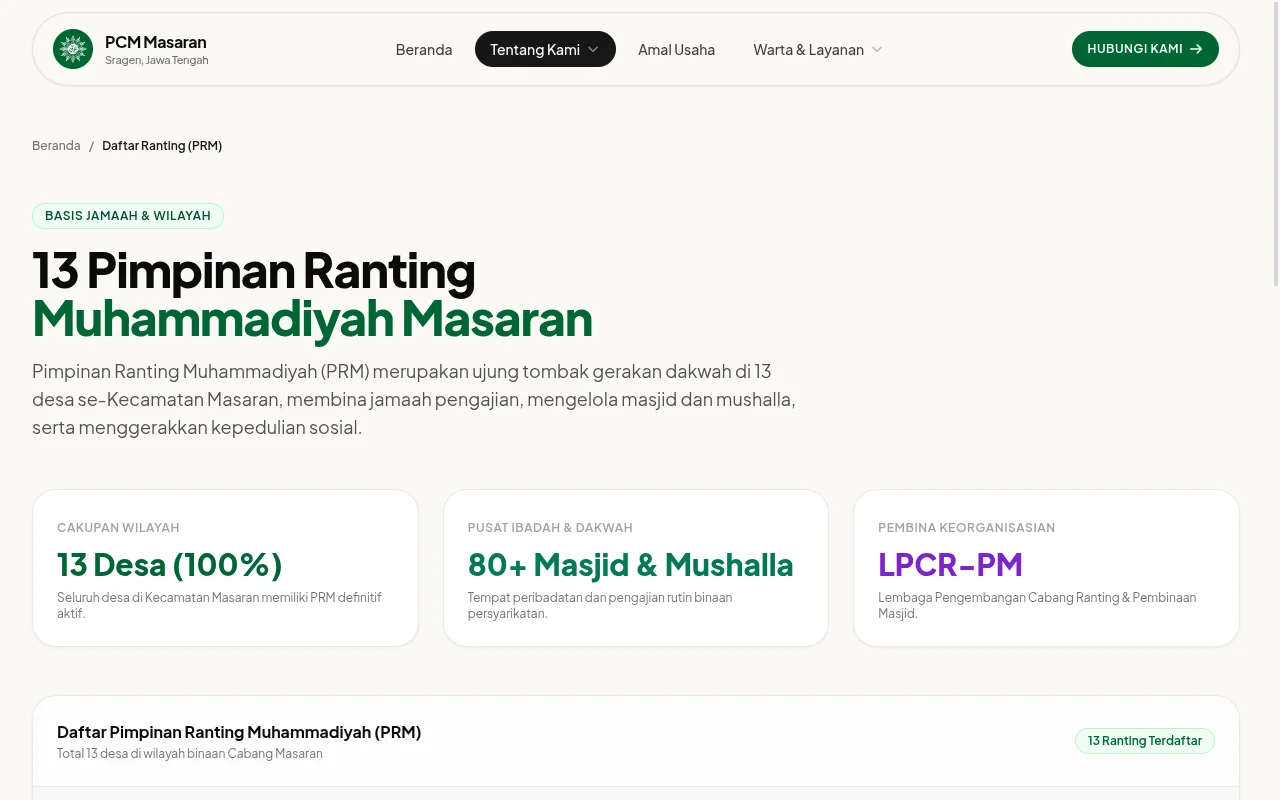 PCM Masaran
Sragen, Jawa Tengah
Beranda
Tentang Kami
Amal Usaha
Warta & Layanan
HUBUNGI KAMI
Beranda / Daftar Ranting (PRM)
BASIS JAMAAH & WILAYAH
13 Pimpinan Ranting
Muhammadiyah Masaran
Pimpinan Ranting Muhammadiyah (PRM) merupakan ujung tombak gerakan dakwah di 13
desa se-Kecamatan Masaran, membina jamaah pengajian, mengelola masjid dan mushalla,
serta menggerakkan kepedulian sosial.
CAKUPAN WILAYAH
13 Desa (100%)
Seluruh desa di Kecamatan Masaran memiliki PRM definitif
aktif.
PUSAT IBADAH & DAKWAH
80+ Masjid & Mushalla
Tempat peribadatan dan pengajian rutin binaan
persyarikatan.
PEMBINA KEORGANISASIAN
LPCR-PM
Lembaga Pengembangan Cabang Ranting & Pembinaan
Masjid.
Daftar Pimpinan Ranting Muhammadiyah (PRM)
Total 13 desa di wilayah binaan Cabang Masaran
13 Ranting Terdaftar